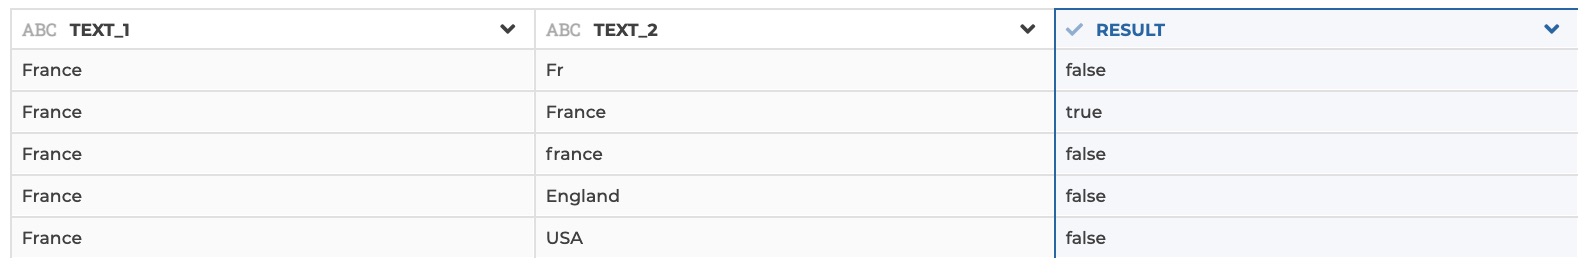 ABC TEXT_1 ABC TEXT_2 RESULT
France Fr false
France France true
France france false
France England false
France USA false